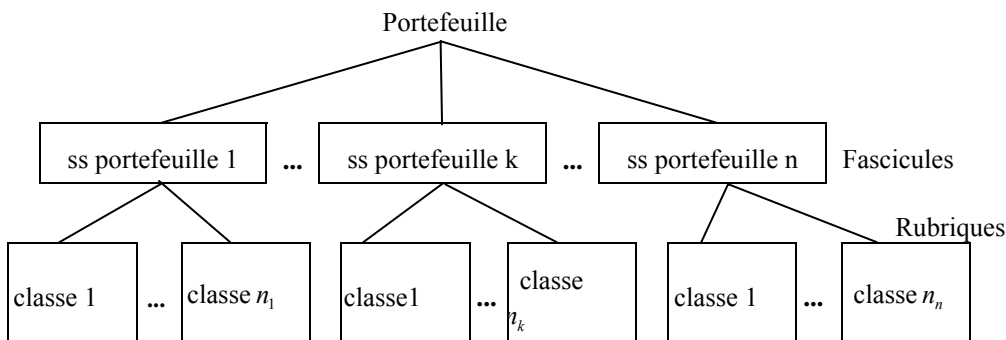 Portefeuille
ss portefeuille 1 ... ss portefeuille k ... ss portefeuille n Fascicules
Rubriques
classe 1 ... classe n₁ classe1 ... classe nₖ classe 1 ... classe nₙ